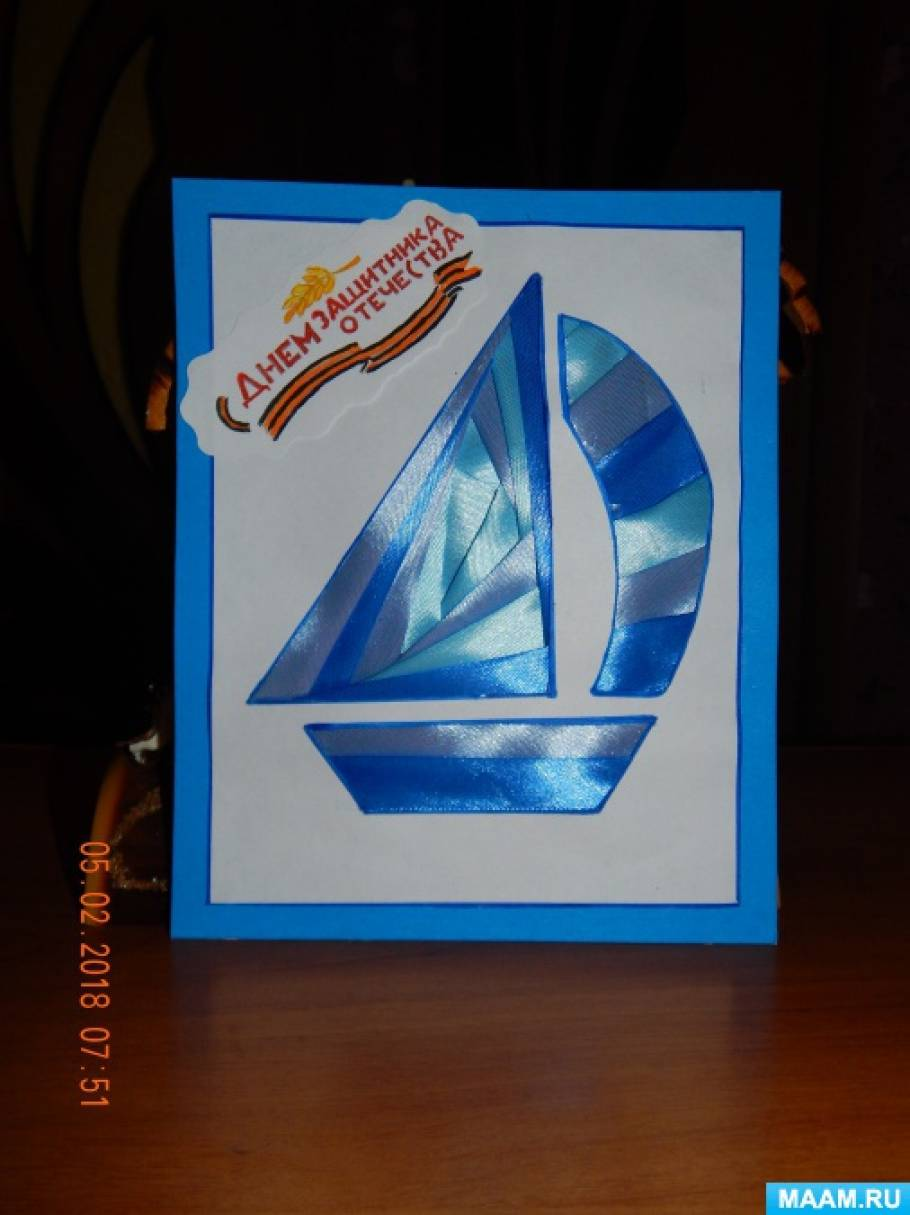 ДНЕМ ЗАЩИТНИКА
ОТЕЧЕСТВА
05.02.2018 07:51
MAAM.RU